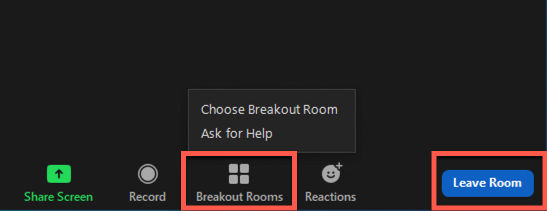 Choose Breakout Room
Ask for Help
Share Screen
Record
Breakout Rooms
Reactions
Leave Room